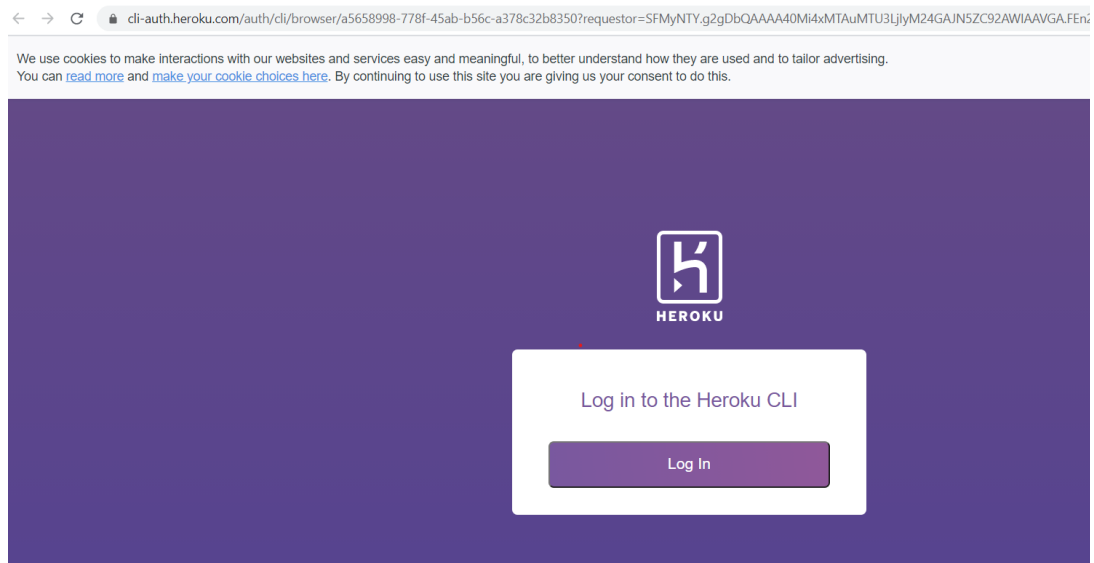 cli-auth.heroku.com/auth/cli/browser/a5658998-778f-45ab-b56c-a378c32b8350?requestor=SFMyNTY.g2gDbQAAAA40Mi4xMTAuMTU3LjIyM24GAJN5ZC92AWIAAVGA.FEn2
We use cookies to make interactions with our websites and services easy and meaningful, to better understand how they are used and to tailor advertising.
You can read more and make your cookie choices here. By continuing to use this site you are giving us your consent to do this.
HEROKU
Log in to the Heroku CLI
Log In